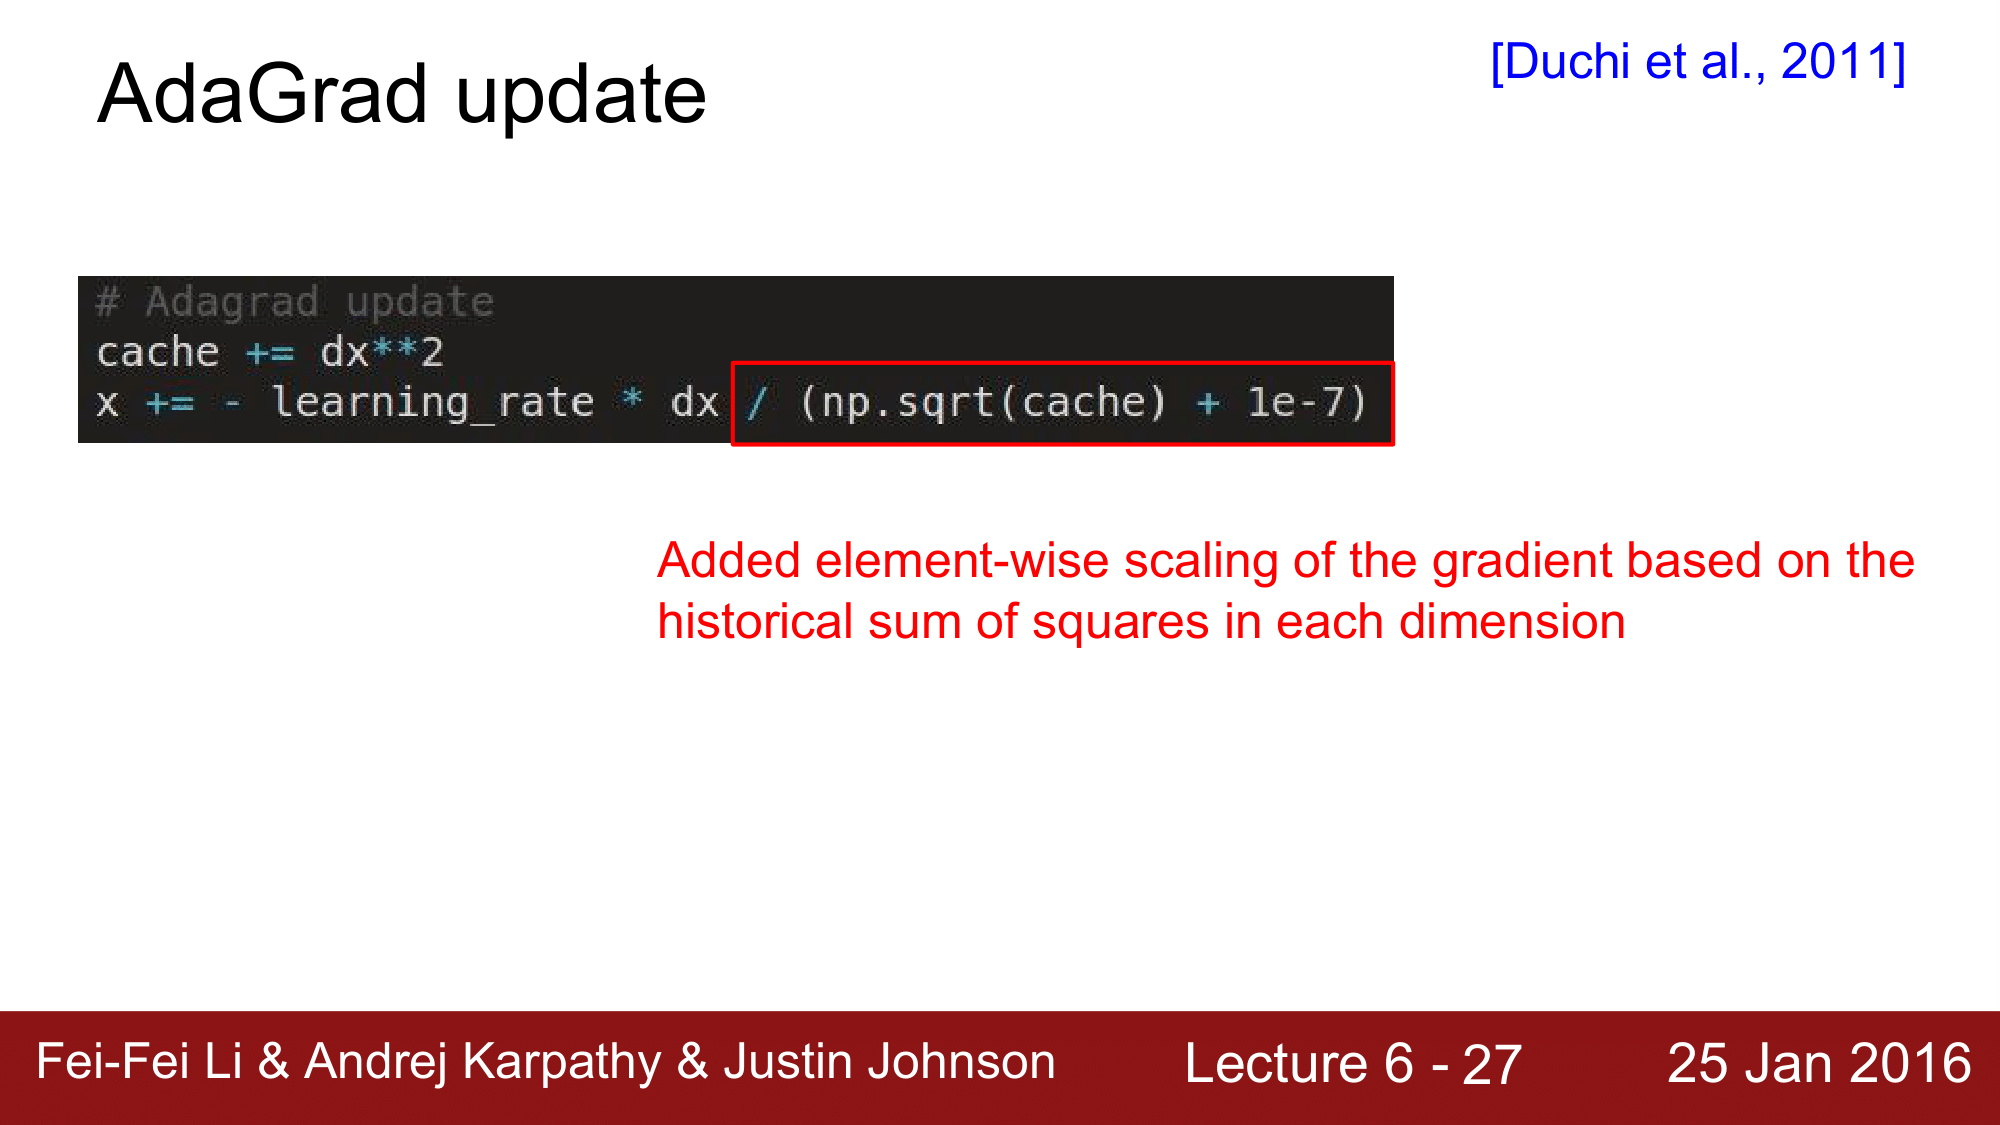 AdaGrad update
[Duchi et al., 2011]
# Adagrad update
cache += dx**2
x += - learning_rate * dx / (np.sqrt(cache) + 1e-7)
Added element-wise scaling of the gradient based on the
historical sum of squares in each dimension
Fei-Fei Li & Andrej Karpathy & Justin Johnson
Lecture 6 - 27
25 Jan 2016